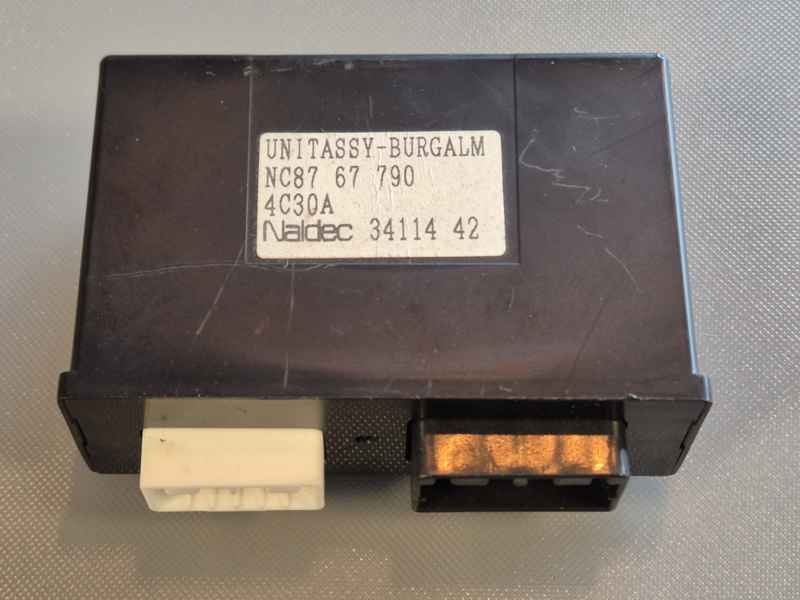 UNITASSY-BURGALM
NC87 67 790
4C30A
Naldec 34114 42